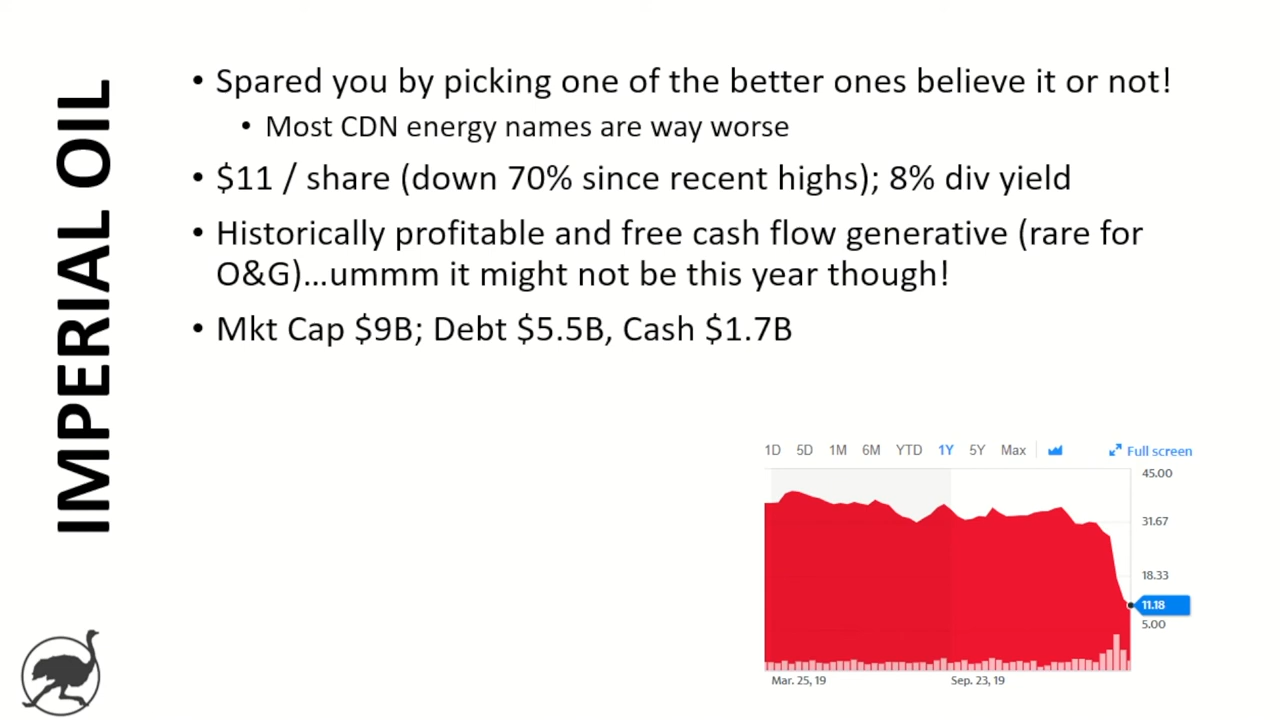 IMPERIAL OIL
• Spared you by picking one of the better ones believe it or not!
• Most CDN energy names are way worse
• $11 / share (down 70% since recent highs); 8% div yield
• Historically profitable and free cash flow generative (rare for
O&G)…ummm it might not be this year though!
• Mkt Cap $9B; Debt $5.5B, Cash $1.7B
1D 5D 1M 6M YTD 1Y 5Y Max Full screen
45.00
31.67
18.33
11.18
5.00
Mar. 25, 19 Sep. 23, 19